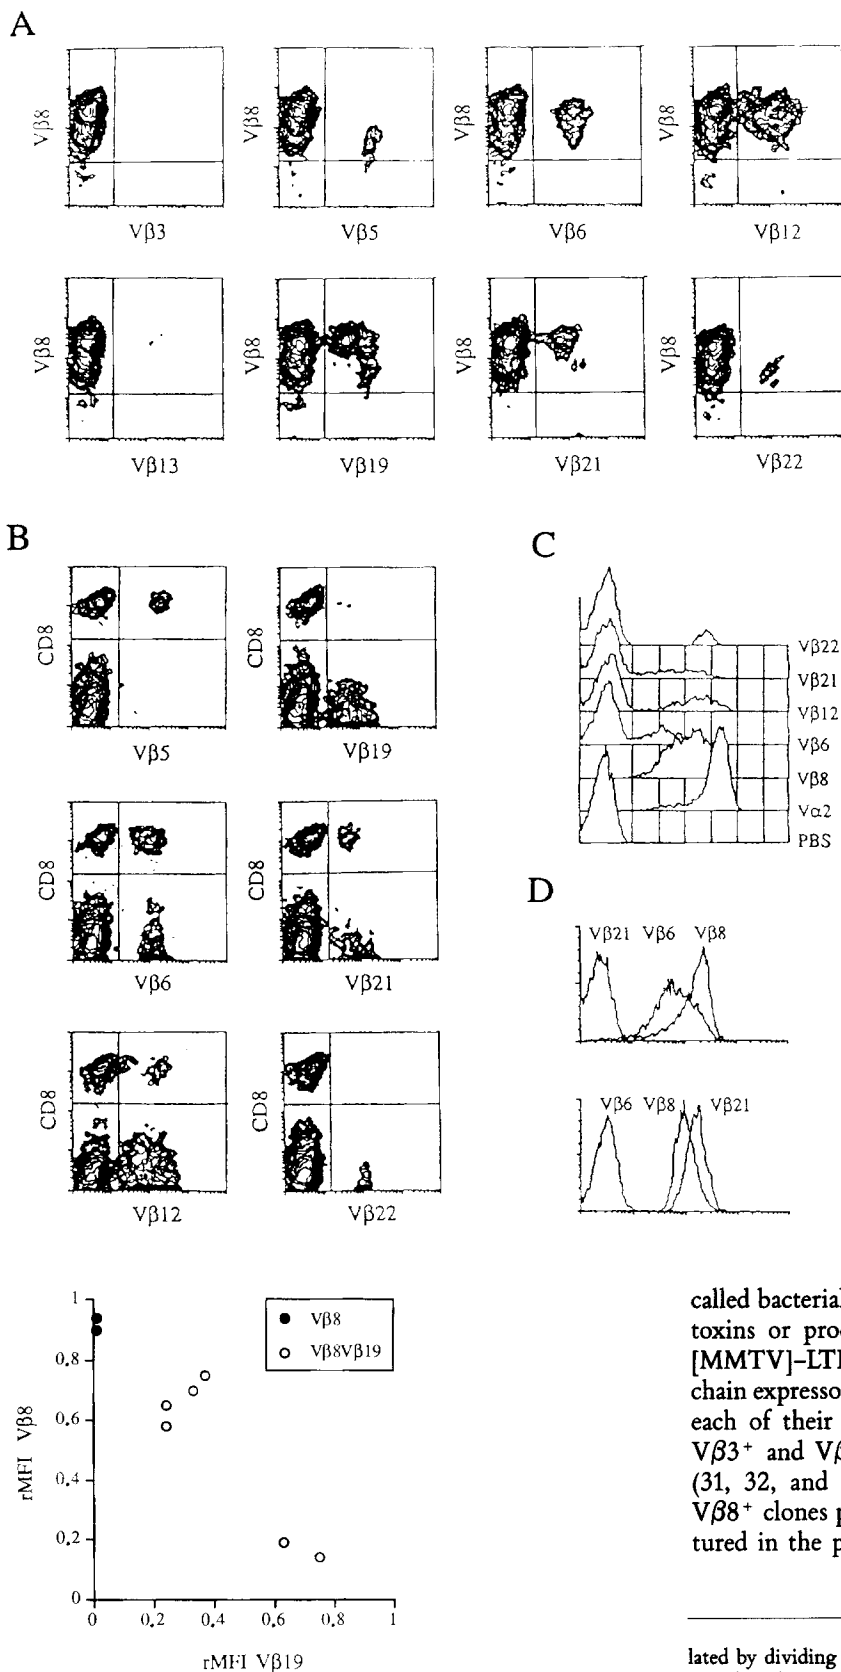 A
Vβ8 Vβ8 Vβ8 Vβ8
Vβ3 Vβ5 Vβ6 Vβ12
Vβ8 Vβ8 Vβ8 Vβ8
Vβ13 Vβ19 Vβ21 Vβ22
B
CD8 CD8
Vβ5 Vβ19
CD8 CD8
Vβ6 Vβ21
CD8 CD8
Vβ12 Vβ22
C
Vβ22
Vβ21
Vβ12
Vβ6
Vβ8
Vα2
PBS
D
Vβ21 Vβ6 Vβ8
Vβ6 Vβ8 Vβ21
rMFI Vβ8
1
0.8
0.6
0.4
0.2
0
0 0.2 0.4 0.6 0.8 1
rMFI Vβ19
● Vβ8
○ Vβ8Vβ19
called bacterial
toxins or pro
[MMTV]-LT
chain expresso
each of their
Vβ3+ and Vβ
(31, 32, and
Vβ8+ clones p
tured in the p
lated by dividing